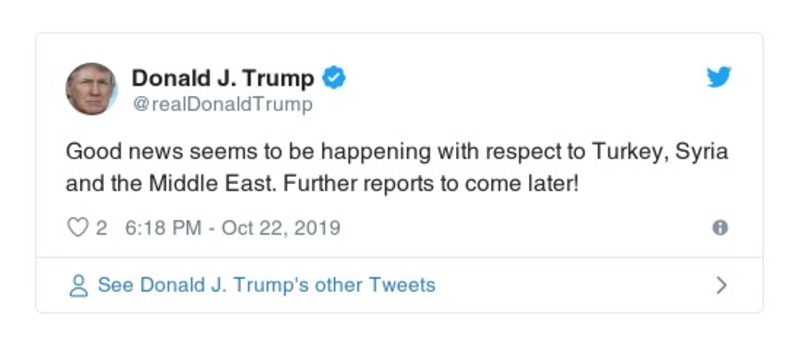 Donald J. Trump
@realDonaldTrump
Good news seems to be happening with respect to Turkey, Syria
and the Middle East. Further reports to come later!
2 6:18 PM - Oct 22, 2019
See Donald J. Trump's other Tweets